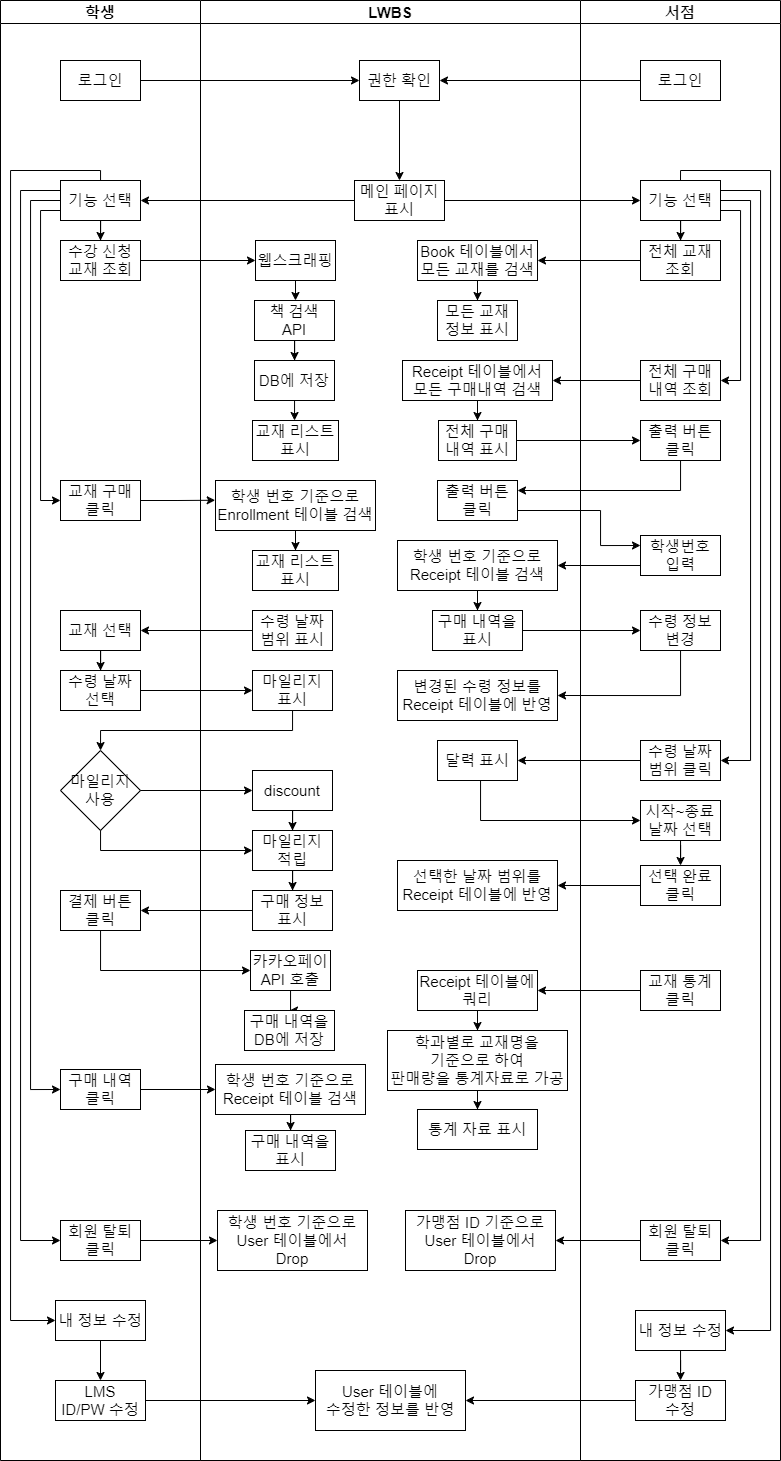 학생
LWBS
서점
로그인
권한 확인
로그인
기능 선택
메인 페이지
표시
기능 선택
수강 신청
교재 조회
웹스크래핑
Book 테이블에서
모든 교재를 검색
전체 교재
조회
책 검색
API
모든 교재
정보 표시
DB에 저장
Receipt 테이블에서
모든 구매내역 검색
전체 구매
내역 조회
교재 리스트
표시
전체 구매
내역 표시
출력 버튼
클릭
교재 구매
클릭
학생 번호 기준으로
Enrollment 테이블 검색
출력 버튼
클릭
교재 리스트
표시
학생 번호 기준으로
Receipt 테이블 검색
학생번호
입력
교재 선택
수령 날짜
범위 표시
구매 내역을
표시
수령 정보
변경
수령 날짜
선택
마일리지
표시
변경된 수령 정보를
Receipt 테이블에 반영
마일리지
사용
discount
달력 표시
수령 날짜
범위 클릭
마일리지
적립
시작~종료
날짜 선택
결제 버튼
클릭
구매 정보
표시
선택한 날짜 범위를
Receipt 테이블에 반영
선택 완료
클릭
카카오페이
API 호출
Receipt 테이블에
쿼리
교재 통계
클릭
구매 내역을
DB에 저장
학과별로 교재명을
기준으로 하여
판매량을 통계자료로 가공
구매 내역
클릭
학생 번호 기준으로
Receipt 테이블 검색
통계 자료 표시
구매 내역을
표시
회원 탈퇴
클릭
학생 번호 기준으로
User 테이블에서
Drop
가맹점 ID 기준으로
User 테이블에서
Drop
회원 탈퇴
클릭
내 정보 수정
내 정보 수정
LMS
ID/PW 수정
User 테이블에
수정한 정보를 반영
가맹점 ID
수정